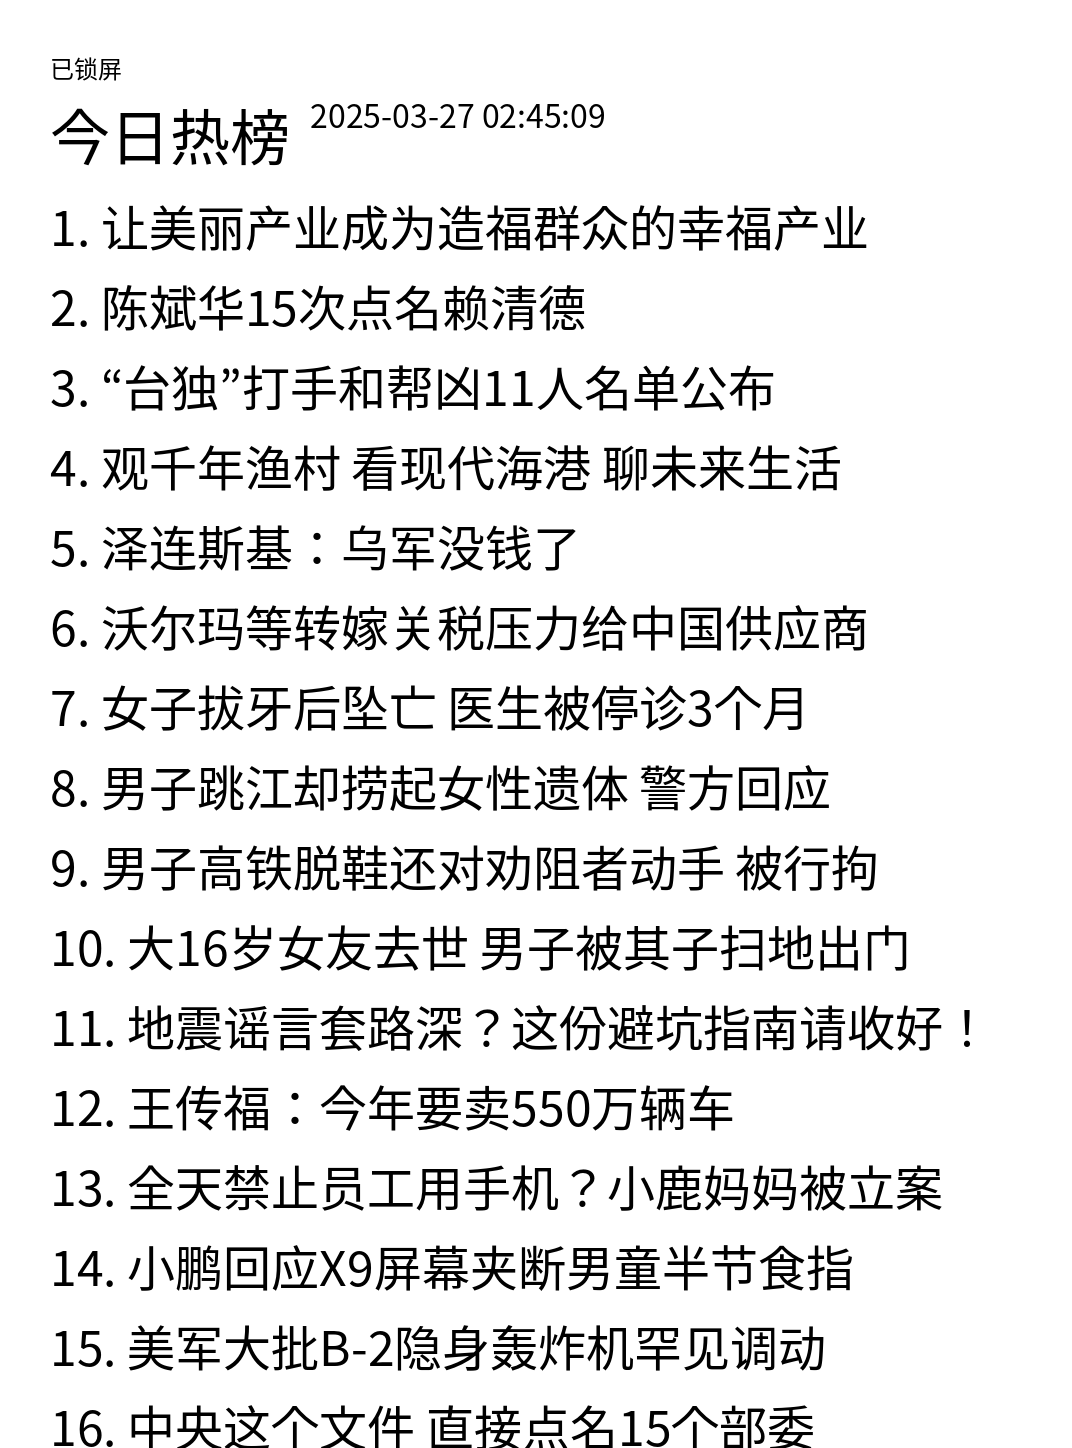 已锁屏
今日热榜 2025-03-27 02:45:09
1. 让美丽产业成为造福群众的幸福产业
2. 陈斌华15次点名赖清德
3. “台独”打手和帮凶11人名单公布
4. 观千年渔村 看现代海港 聊未来生活
5. 泽连斯基：乌军没钱了
6. 沃尔玛等转嫁关税压力给中国供应商
7. 女子拔牙后坠亡 医生被停诊3个月
8. 男子跳江却捞起女性遗体 警方回应
9. 男子高铁脱鞋还对劝阻者动手 被行拘
10. 大16岁女友去世 男子被其子扫地出门
11. 地震谣言套路深？这份避坑指南请收好！
12. 王传福：今年要卖550万辆车
13. 全天禁止员工用手机？小鹿妈妈被立案
14. 小鹏回应X9屏幕夹断男童半节食指
15. 美军大批B-2隐身轰炸机罕见调动
16. 中央这个文件 直接点名15个部委